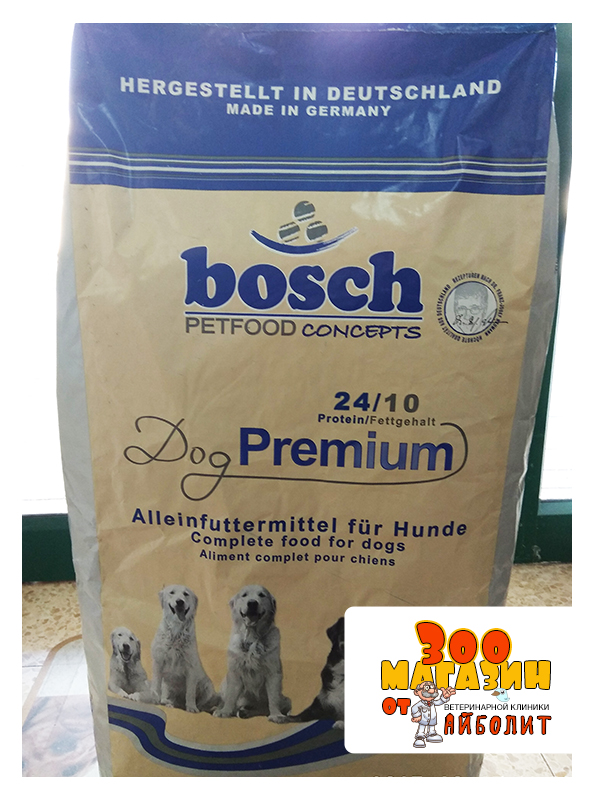 HERGESTELLT IN DEUTSCHLAND
MADE IN GERMANY
bosch
PETFOOD CONCEPTS
24/10
Protein/Fettgehalt
Dog Premium
Alleinfuttermittel für Hunde
Complete food for dogs
Aliment complet pour chiens
ЗОО
МАГАЗИН
ОТ
ВЕТЕРИНАРНОЙ КЛИНИКИ
АЙБОЛИТ